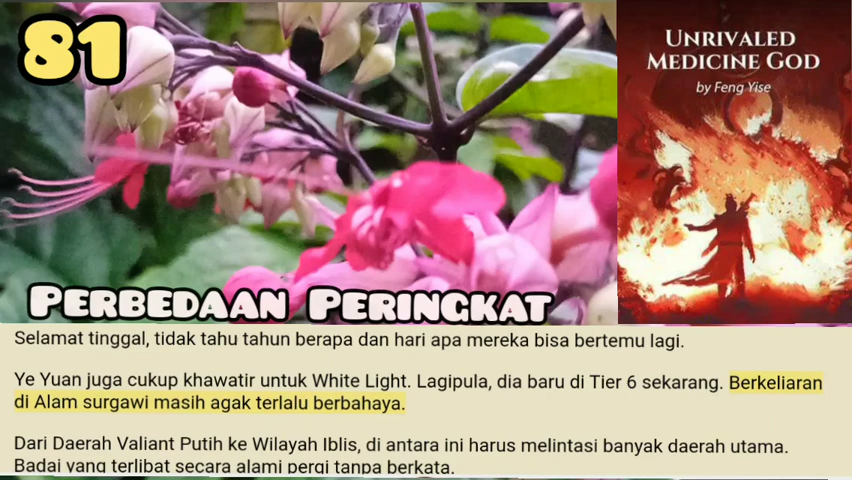 81
UNRIVALED
MEDICINE GOD
by Feng Yise
PERBEDAAN PERINGKAT
Selamat tinggal, tidak tahu tahun berapa dan hari apa mereka bisa bertemu lagi.
Ye Yuan juga cukup khawatir untuk White Light. Lagipula, dia baru di Tier 6 sekarang. Berkeliaran
di Alam surgawi masih agak terlalu berbahaya.
Dari Daerah Valiant Putih ke Wilayah Iblis, di antara ini harus melintasi banyak daerah utama.
Badai yang terlibat secara alami pergi tanpa berkata.